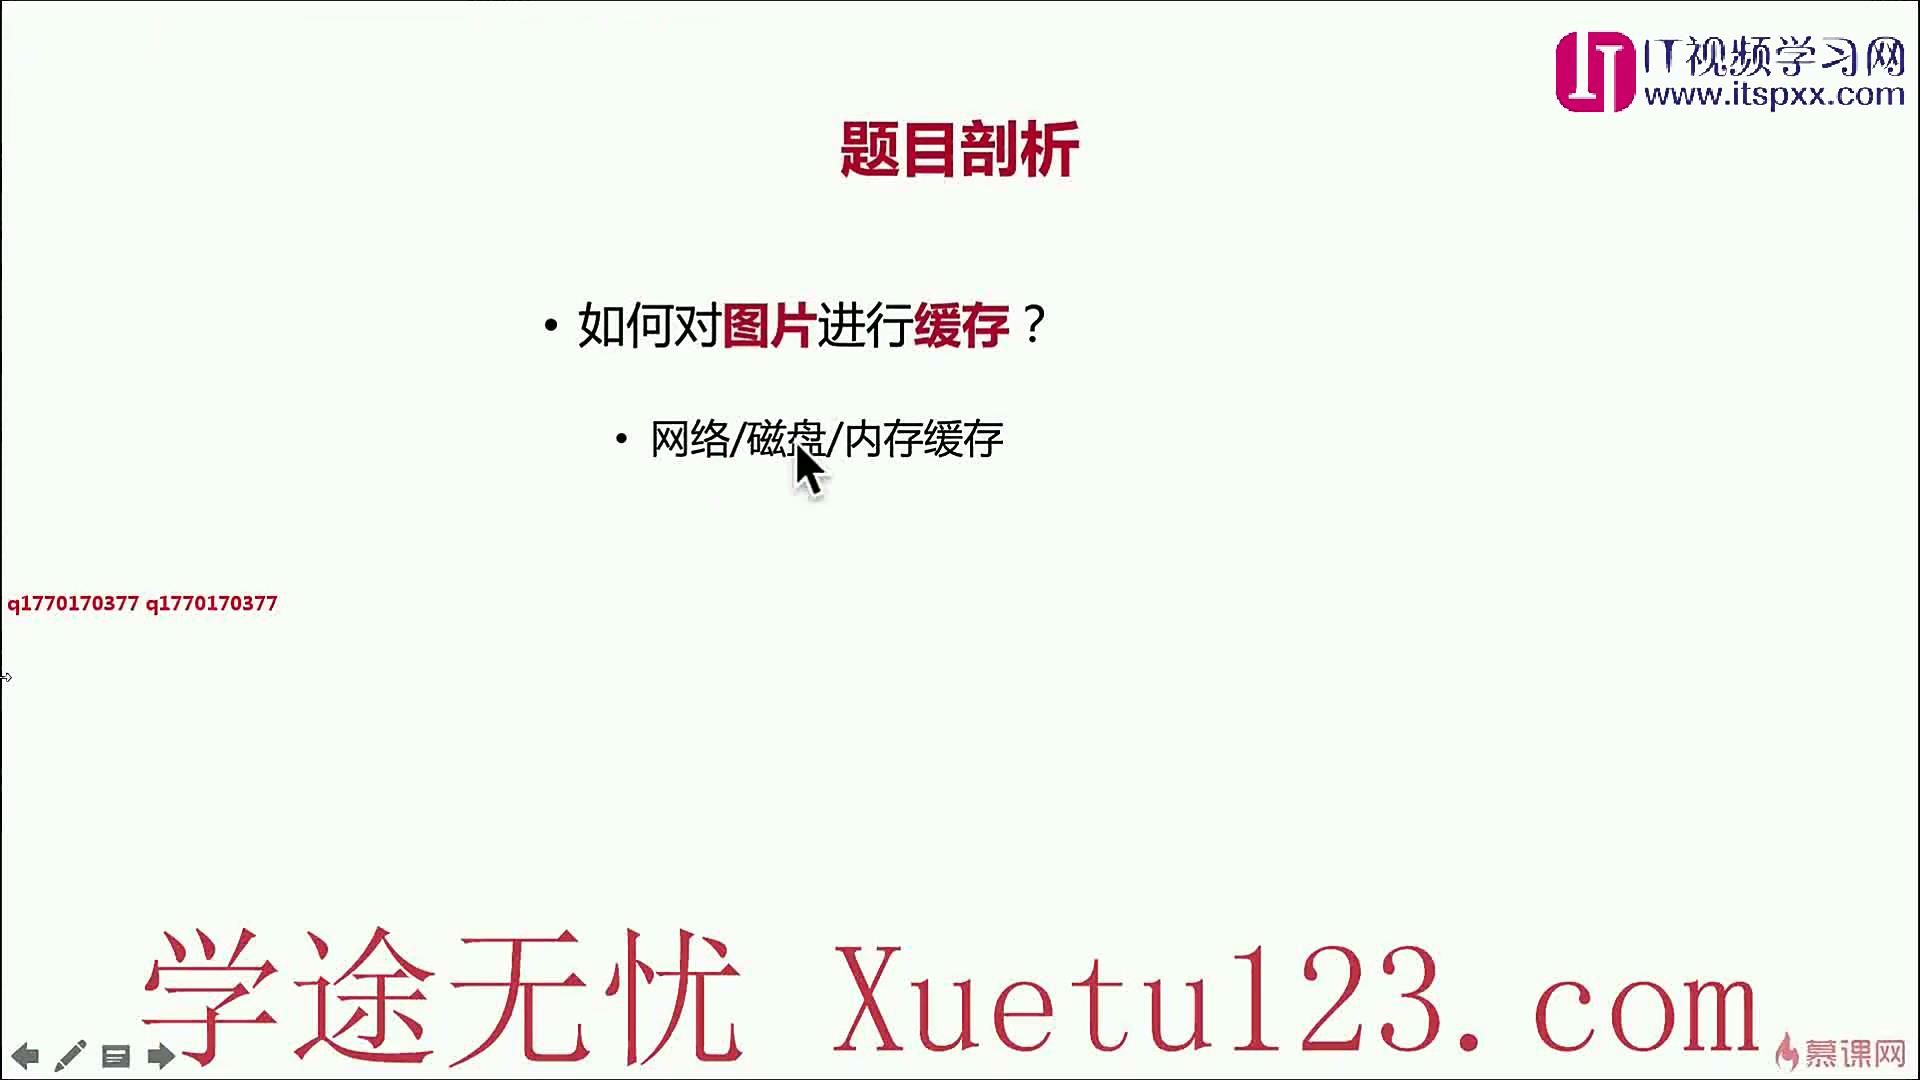 IT视频学习网
www.itspxx.com
题目剖析
• 如何对图片进行缓存？
• 网络/磁盘/内存缓存
q1770170377 q1770170377
学途无忧 Xuetu123.com
慕课网